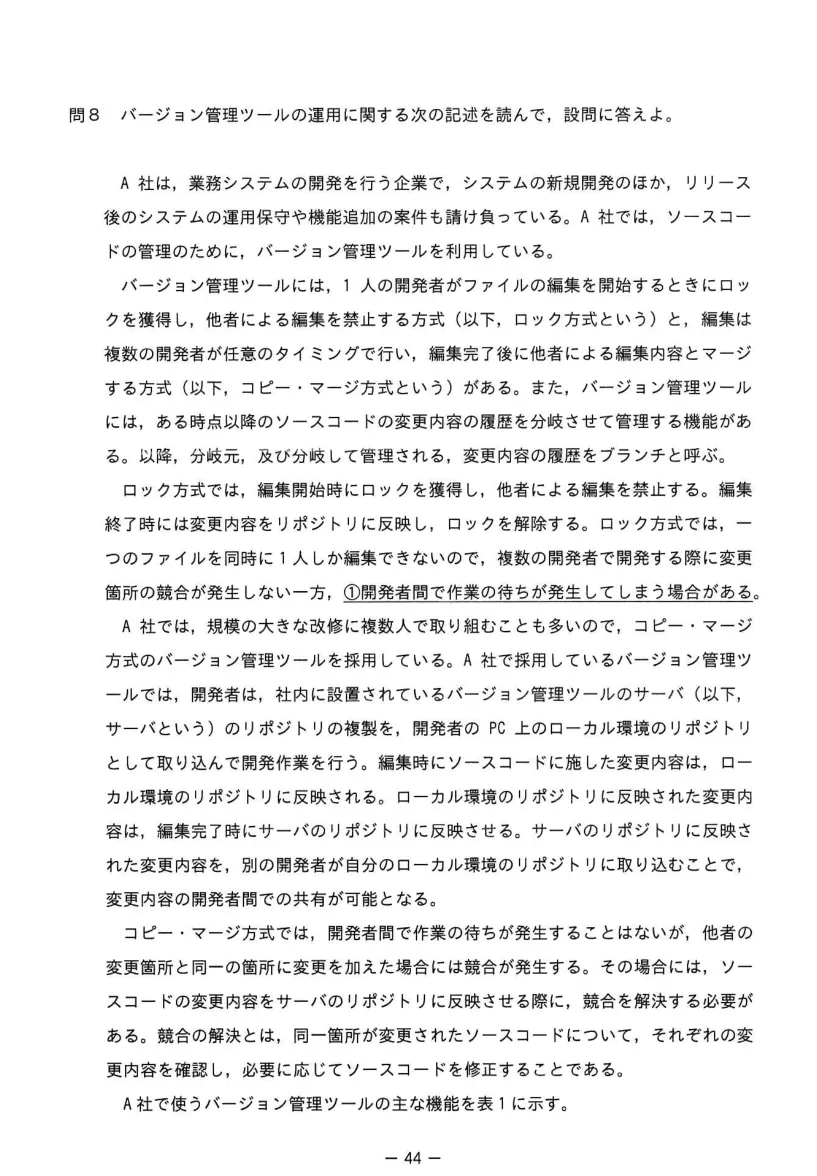 問８　バージョン管理ツールの運用に関する次の記述を読んで，設問に答えよ。
A 社は，業務システムの開発を行う企業で，システムの新規開発のほか，リリース
後のシステムの運用保守や機能追加の案件も請け負っている。A 社では，ソースコー
ドの管理のために，バージョン管理ツールを利用している。
バージョン管理ツールには，1 人の開発者がファイルの編集を開始するときにロッ
クを獲得し，他者による編集を禁止する方式（以下，ロック方式という）と，編集は
複数の開発者が任意のタイミングで行い，編集完了後に他者による編集内容とマージ
する方式（以下，コピー・マージ方式という）がある。また，バージョン管理ツール
には，ある時点以降のソースコードの変更内容の履歴を分岐させて管理する機能があ
る。以降，分岐元，及び分岐して管理される，変更内容の履歴をブランチと呼ぶ。
ロック方式では，編集開始時にロックを獲得し，他者による編集を禁止する。編集
終了時には変更内容をリポジトリに反映し，ロックを解除する。ロック方式では，一
つのファイルを同時に 1 人しか編集できないので，複数の開発者で開発する際に変更
箇所の競合が発生しない一方，①開発者間で作業の待ちが発生してしまう場合がある。
A 社では，規模の大きな改修に複数人で取り組むことも多いので，コピー・マージ
方式のバージョン管理ツールを採用している。A 社で採用しているバージョン管理ツ
ールでは，開発者は，社内に設置されているバージョン管理ツールのサーバ（以下，
サーバという）のリポジトリの複製を，開発者の PC 上のローカル環境のリポジトリ
として取り込んで開発作業を行う。編集時にソースコードに施した変更内容は，ロー
カル環境のリポジトリに反映される。ローカル環境のリポジトリに反映された変更内
容は，編集完了時にサーバのリポジトリに反映させる。サーバのリポジトリに反映さ
れた変更内容を，別の開発者が自分のローカル環境のリポジトリに取り込むことで，
変更内容の開発者間での共有が可能となる。
コピー・マージ方式では，開発者間で作業の待ちが発生することはないが，他者の
変更箇所と同一の箇所に変更を加えた場合には競合が発生する。その場合には，ソー
スコードの変更内容をサーバのリポジトリに反映させる際に，競合を解決する必要が
ある。競合の解決とは，同一箇所が変更されたソースコードについて，それぞれの変
更内容を確認し，必要に応じてソースコードを修正することである。
A社で使うバージョン管理ツールの主な機能を表１に示す。
－ 44 －